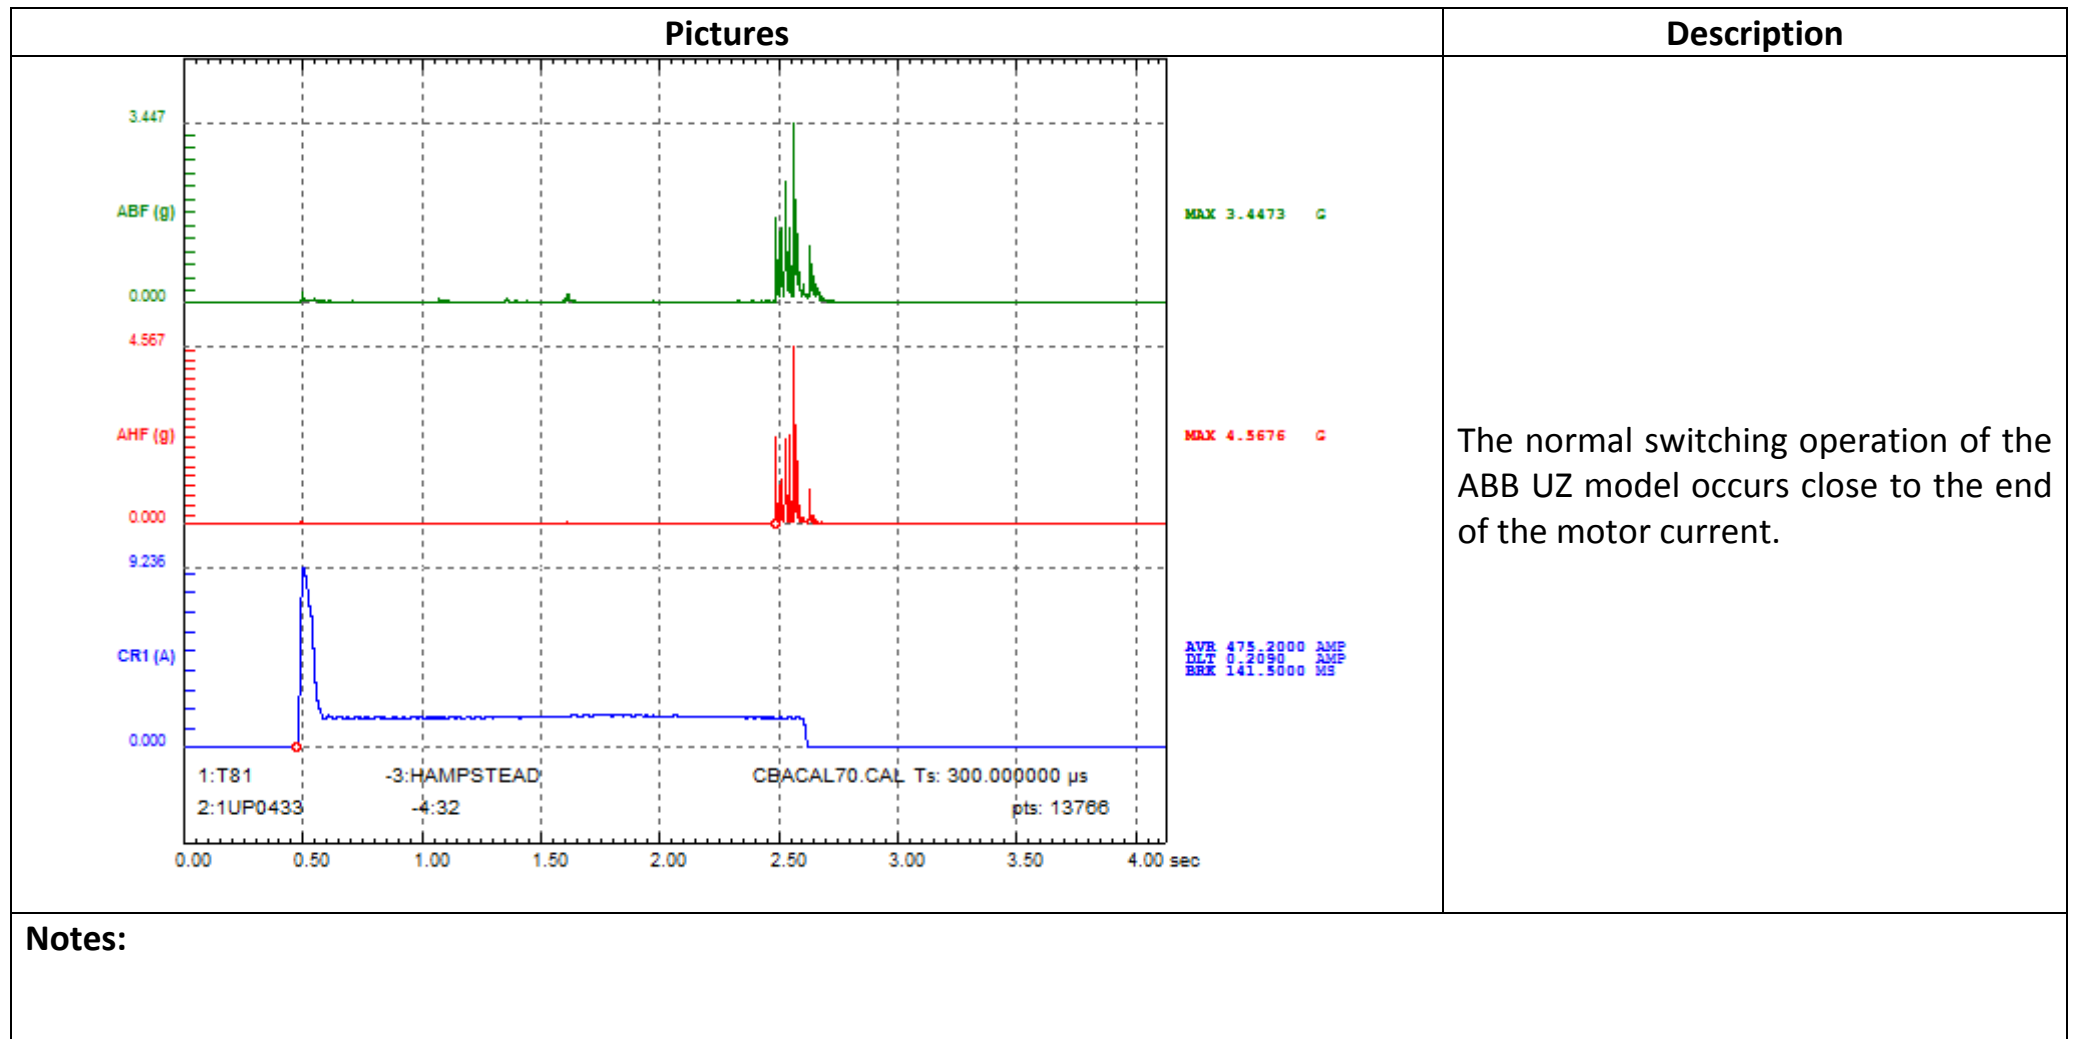 Pictures
Description
3.447
ABF (g)
0.000
MAX 3.4473 G
4.567
AHF (g)
0.000
MAX 4.5676 G
9.236
CR1 (A)
0.000
AVR 475.2000 AMP
DLT 0.2090 AMP
BRK 141.5000 MS
1:T81 -3:HAMPSTEAD CBACAL70.CAL Ts: 300.000000 µs
2:1UP0433 -4:32 pts: 13766
0.00 0.50 1.00 1.50 2.00 2.50 3.00 3.50 4.00 sec
The normal switching operation of the
ABB UZ model occurs close to the end
of the motor current.
Notes: